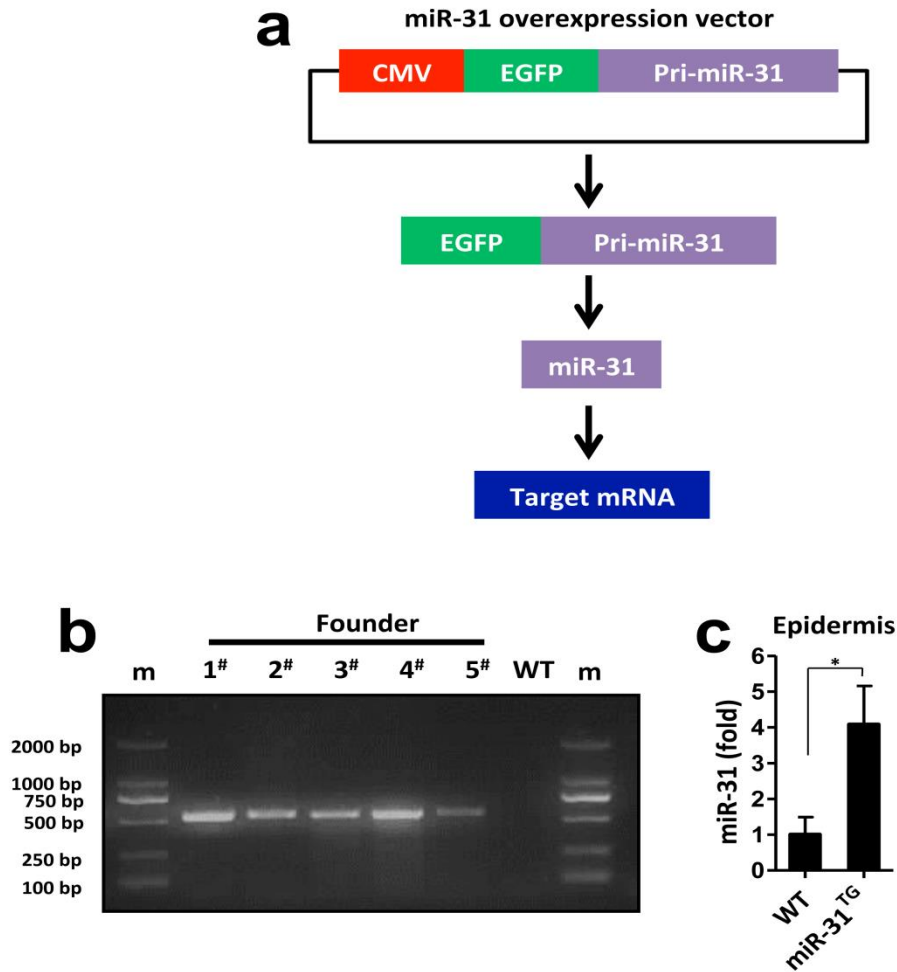 a
miR-31 overexpression vector
CMV EGFP Pri-miR-31
EGFP Pri-miR-31
miR-31
Target mRNA
b
Founder
m 1# 2# 3# 4# 5# WT m
2000 bp
1000 bp
750 bp
500 bp
250 bp
100 bp
c
Epidermis
*
miR-31 (fold)
6
5
4
3
2
1
0
WT
miR-31TG